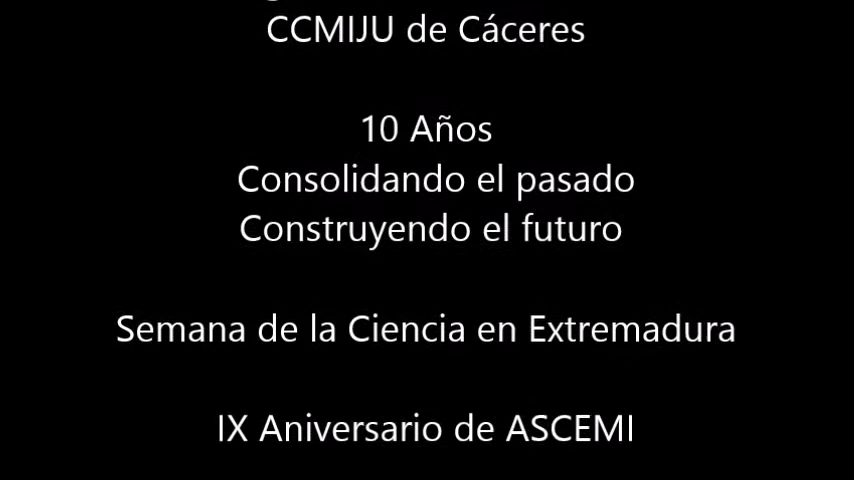 CCMIJU de Cáceres
10 Años
Consolidando el pasado
Construyendo el futuro
Semana de la Ciencia en Extremadura
IX Aniversario de ASCEMI